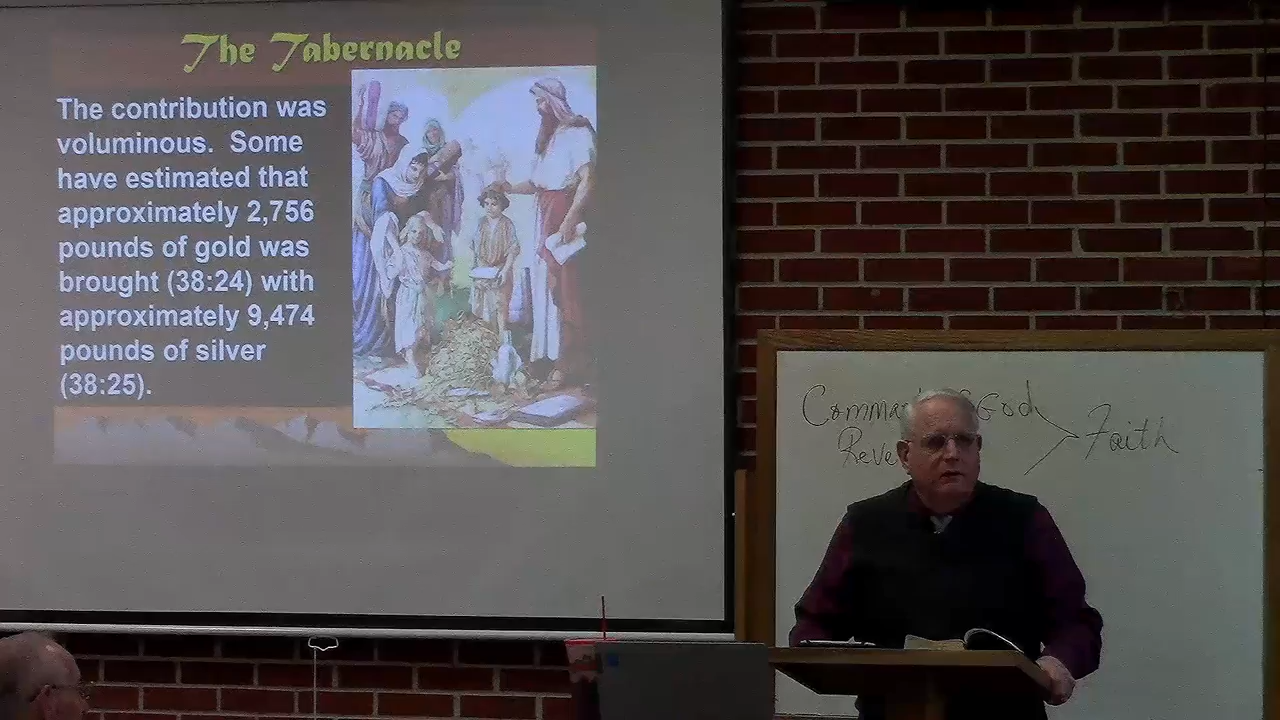 The Tabernacle
The contribution was
voluminous. Some
have estimated that
approximately 2,756
pounds of gold was
brought (38:24) with
approximately 9,474
pounds of silver
(38:25).
God
Faith